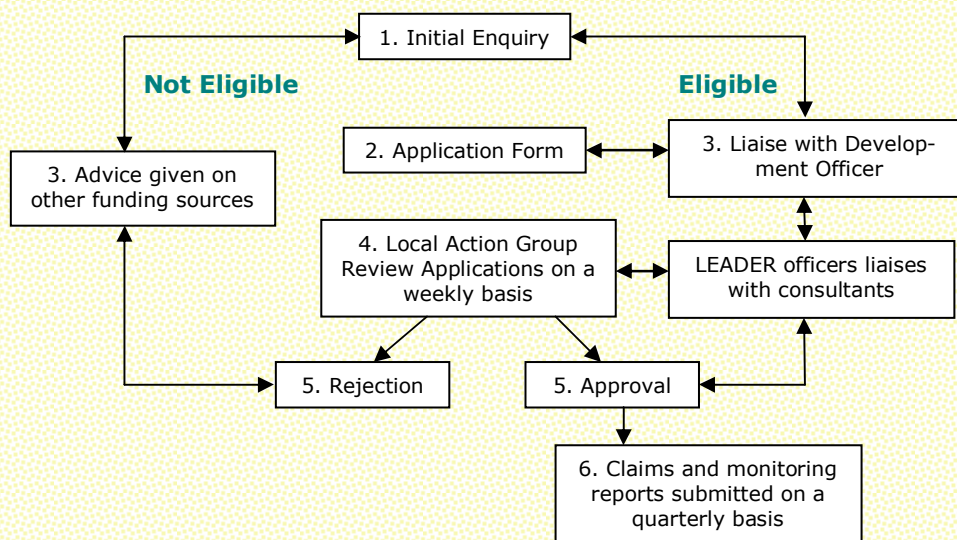 1. Initial Enquiry
Not Eligible
Eligible
2. Application Form
3. Liaise with Develop-
ment Officer
3. Advice given on
other funding sources
4. Local Action Group
Review Applications on a
weekly basis
LEADER officers liaises
with consultants
5. Rejection
5. Approval
6. Claims and monitoring
reports submitted on a
quarterly basis